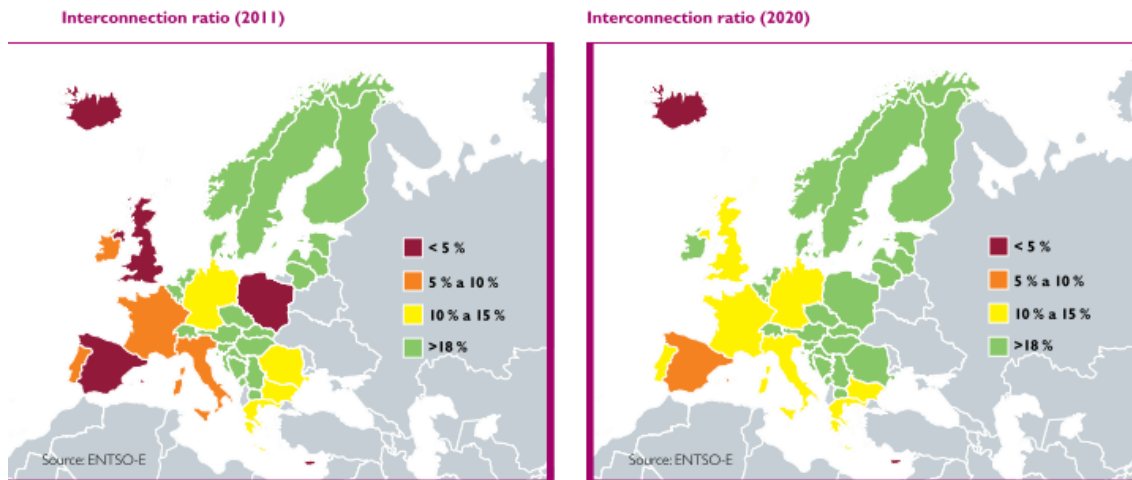 Interconnection ratio (2011)
< 5 %
5 % a 10 %
10 % a 15 %
>18 %
Source: ENTSO-E
Interconnection ratio (2020)
< 5 %
5 % a 10 %
10 % a 15 %
>18 %
Source: ENTSO-E